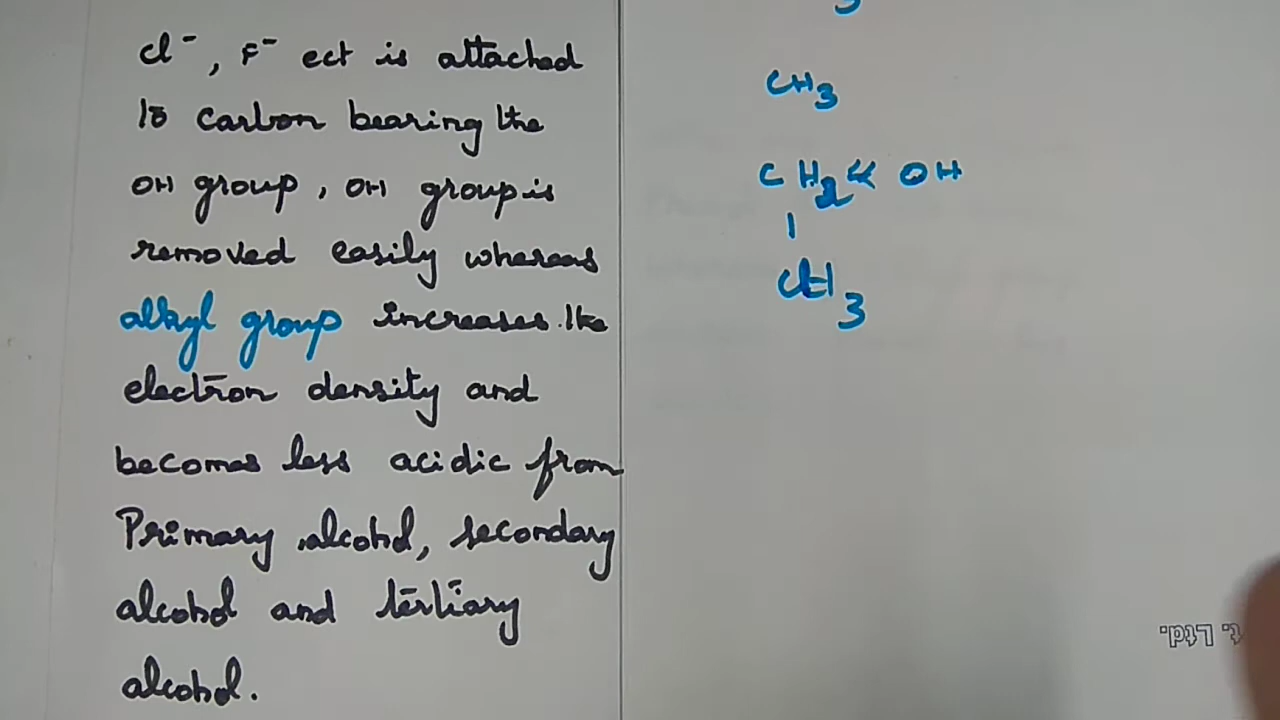 Cl⁻, F⁻ ect is attached
to carbon bearing the
OH group, OH group is
removed easily whereas
alkyl group increases the
electron density and
becomes less acidic from
Primary alcohol, secondary
alcohol and tertiary
alcohol.
3
CH3
CH2 « OH
|
CH3
t. Ltd.